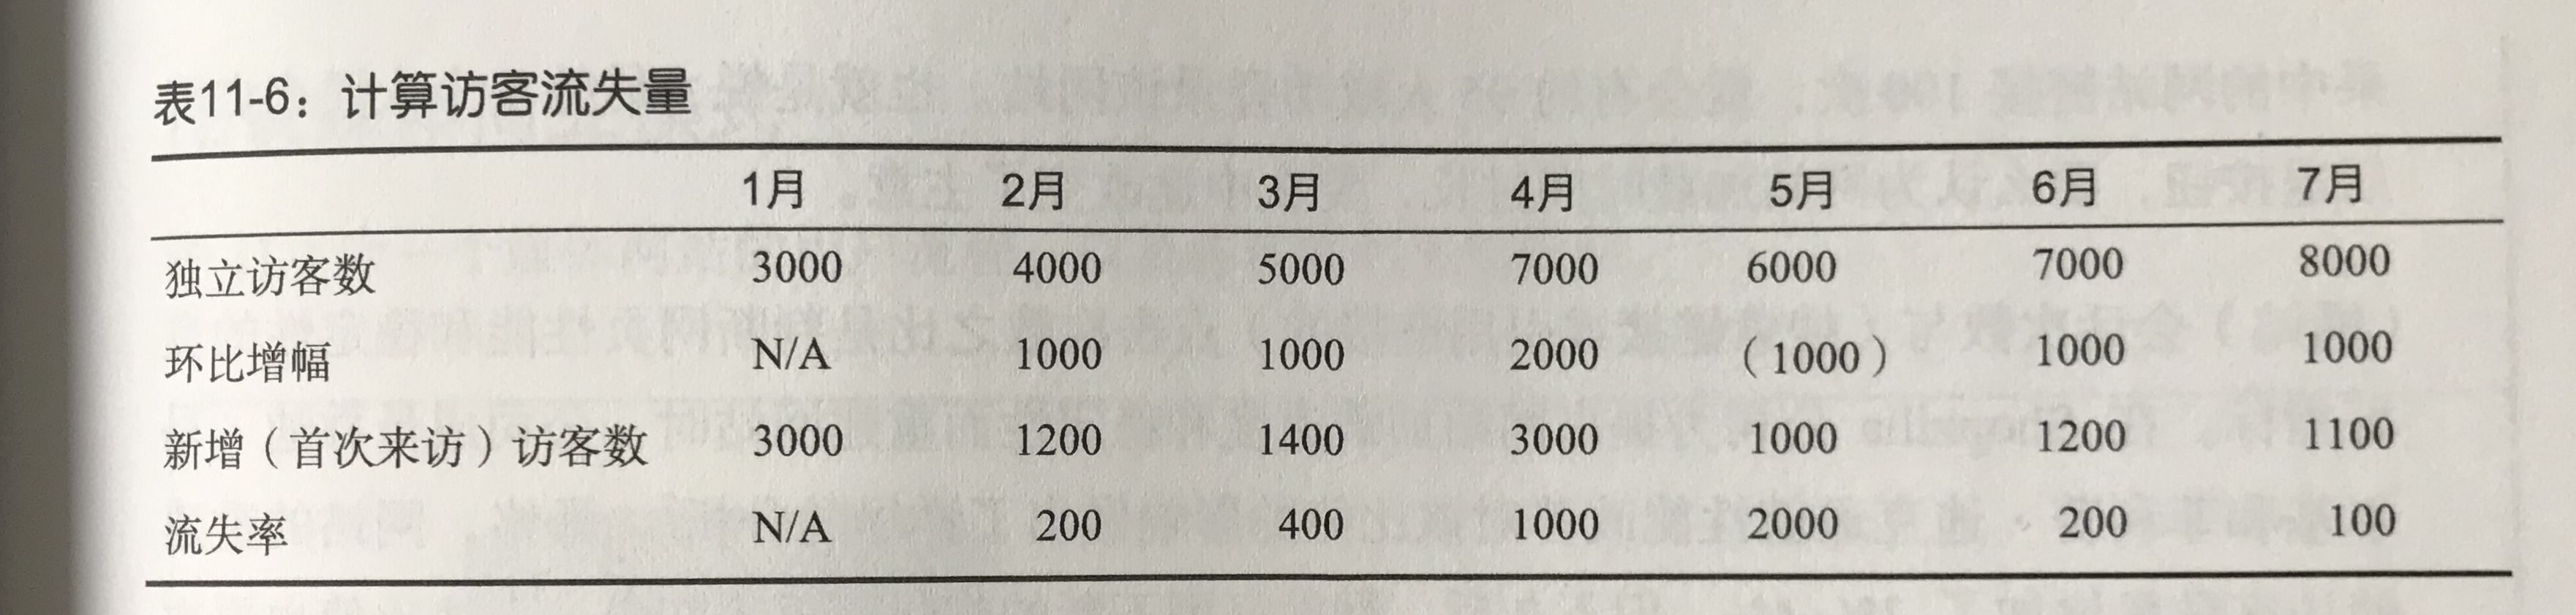 表11-6：计算访客流失量
1月 2月 3月 4月 5月 6月 7月
独立访客数 3000 4000 5000 7000 6000 7000 8000
环比增幅 N/A 1000 1000 2000 （1000） 1000 1000
新增（首次来访）访客数 3000 1200 1400 3000 1000 1200 1100
流失率 N/A 200 400 1000 2000 200 100